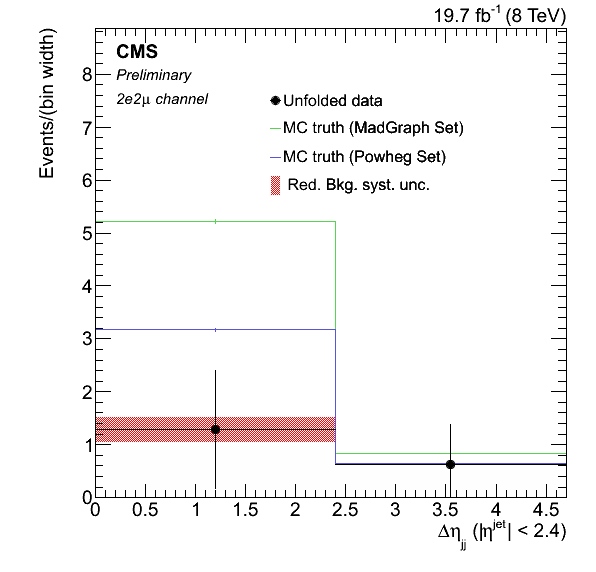 19.7 fb⁻¹ (8 TeV)
CMS
Preliminary
2e2μ channel
Unfolded data
MC truth (MadGraph Set)
MC truth (Powheg Set)
Red. Bkg. syst. unc.
Events/(bin width)
8
7
6
5
4
3
2
1
0
0 0.5 1 1.5 2 2.5 3 3.5 4 4.5
Δη_jj (|η^jet| < 2.4)